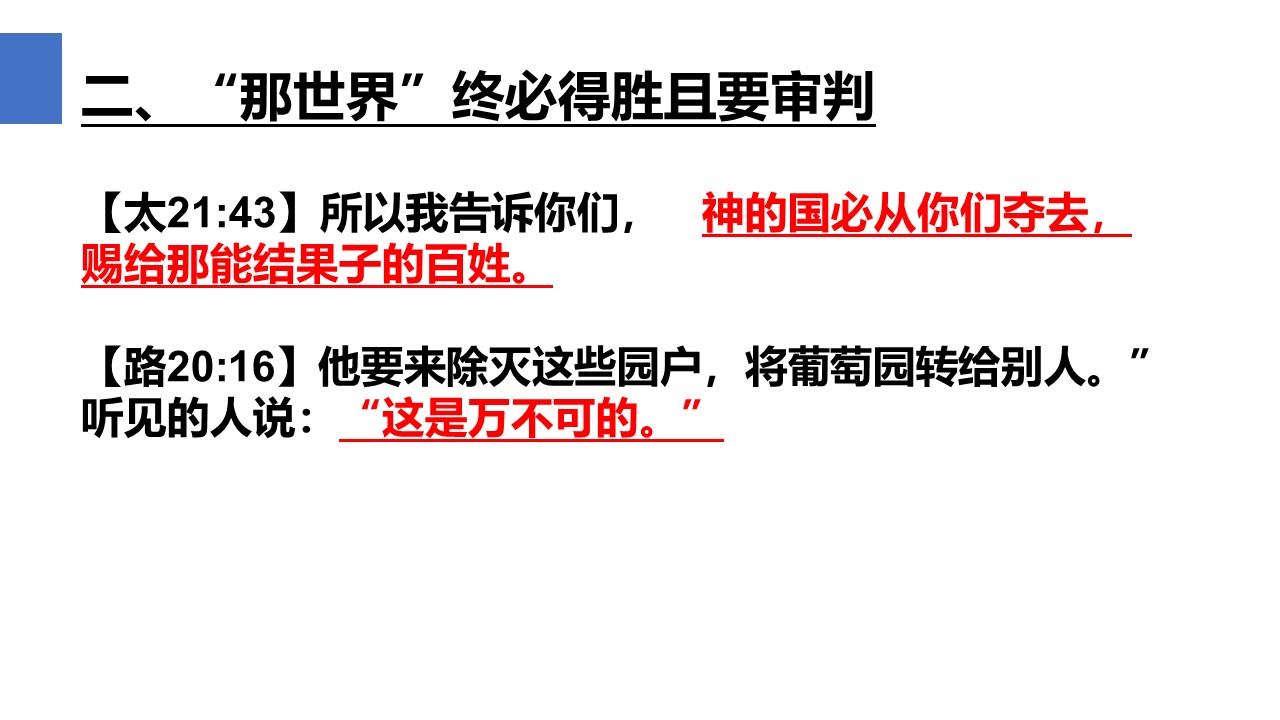 二、“那世界”终必得胜且要审判
【太21:43】所以我告诉你们， 神的国必从你们夺去，
赐给那能结果子的百姓。
【路20:16】他要来除灭这些园户，将葡萄园转给别人。”
听见的人说：“这是万不可的。”